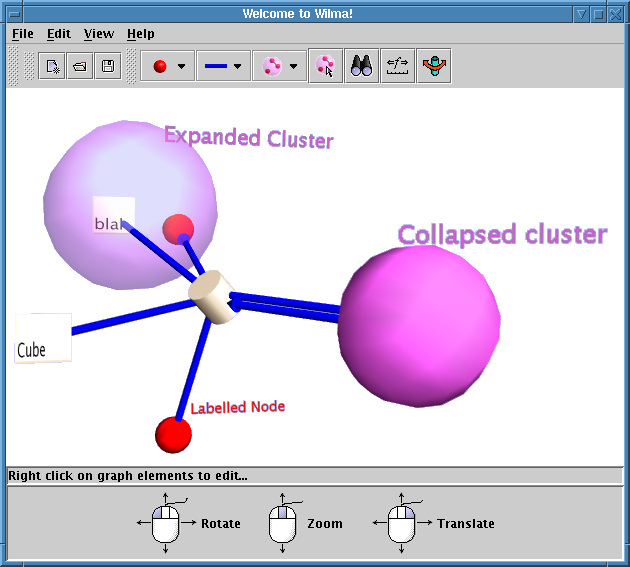 Welcome to Wilma!
File Edit View Help
Expanded Cluster
blah
Collapsed cluster
Cube
Labelled Node
Right click on graph elements to edit...
Rotate Zoom Translate